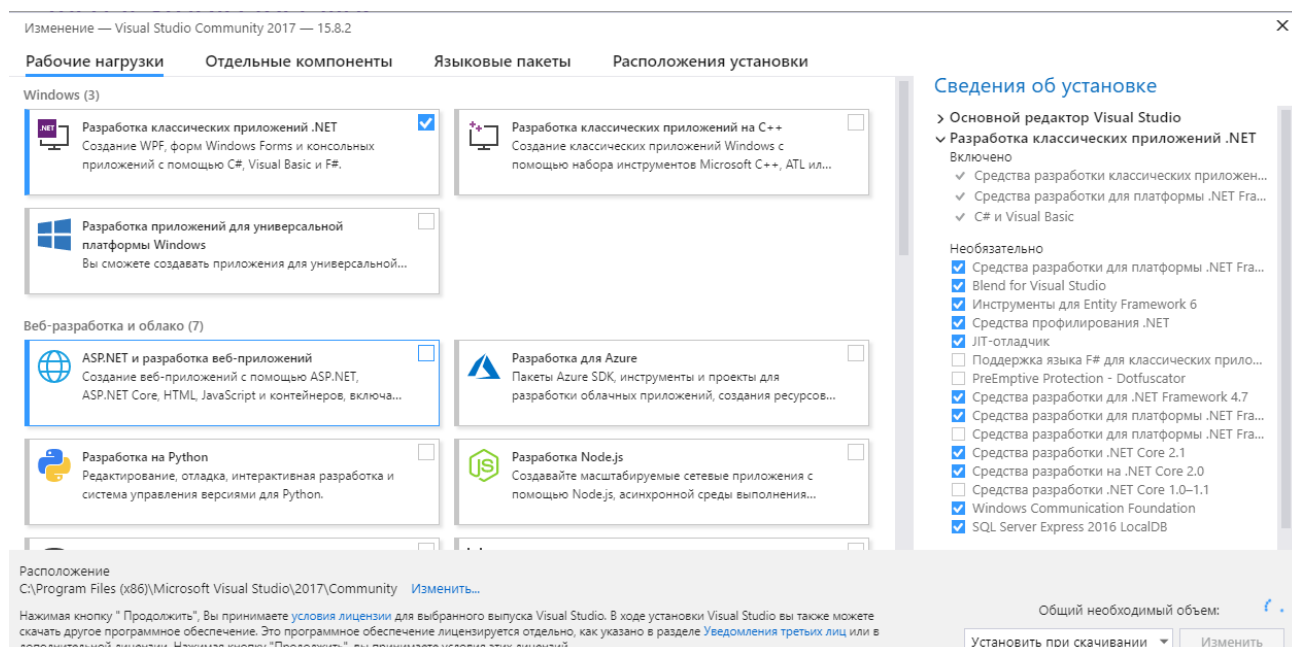 Изменение — Visual Studio Community 2017 — 15.8.2
Рабочие нагрузки
Отдельные компоненты
Языковые пакеты
Расположения установки
Windows (3)
.NET
Разработка классических приложений .NET
Создание WPF, форм Windows Forms и консольных
приложений с помощью C#, Visual Basic и F#.
Разработка классических приложений на C++
Создание классических приложений Windows с
помощью набора инструментов Microsoft C++, ATL ил...
Разработка приложений для универсальной
платформы Windows
Вы сможете создавать приложения для универсальной...
Веб-разработка и облако (7)
ASP.NET и разработка веб-приложений
Создание веб-приложений с помощью ASP.NET,
ASP.NET Core, HTML, JavaScript и контейнеров, включа...
Разработка для Azure
Пакеты Azure SDK, инструменты и проекты для
разработки облачных приложений, создания ресурсов...
Разработка на Python
Редактирование, отладка, интерактивная разработка и
система управления версиями для Python.
JS
Разработка Node.js
Создавайте масштабируемые сетевые приложения с
помощью Node.js, асинхронной среды выполнения...
Сведения об установке
Основной редактор Visual Studio
Разработка классических приложений .NET
Включено
Средства разработки классических приложен...
Средства разработки для платформы .NET Fra...
C# и Visual Basic
Необязательно
Средства разработки для платформы .NET Fra...
Blend for Visual Studio
Инструменты для Entity Framework 6
Средства профилирования .NET
JIT-отладчик
Поддержка языка F# для классических прило...
PreEmptive Protection - Dotfuscator
Средства разработки для .NET Framework 4.7
Средства разработки для платформы .NET Fra...
Средства разработки для платформы .NET Fra...
Средства разработки .NET Core 2.1
Средства разработки на .NET Core 2.0
Средства разработки .NET Core 1.0–1.1
Windows Communication Foundation
SQL Server Express 2016 LocalDB
Расположение
C:\Program Files (x86)\Microsoft Visual Studio\2017\Community Изменить...
Нажимая кнопку " Продолжить", Вы принимаете условия лицензии для выбранного выпуска Visual Studio. В ходе установки Visual Studio вы также можете
скачать другое программное обеспечение. Это программное обеспечение лицензируется отдельно, как указано в разделе Уведомления третьих лиц или в
дополнительной лицензии. Нажимая кнопку "Продолжить", вы принимаете условия этих лицензий.
Общий необходимый объем:
Установить при скачивании
Изменить